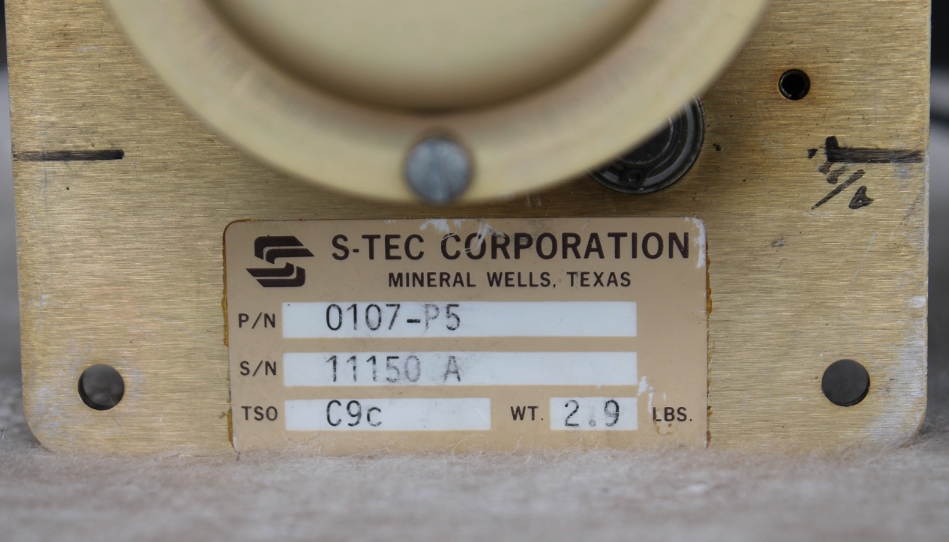 S-TEC CORPORATION
MINERAL WELLS, TEXAS
P/N 0107-P5
S/N 11150 A
TSO C9c WT. 2.9 LBS.